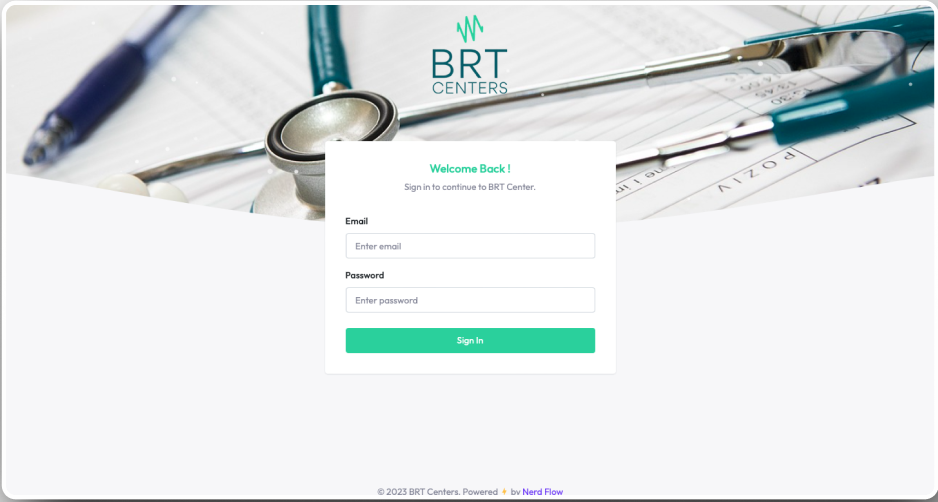 BRT
CENTERS
Welcome Back !
Sign in to continue to BRT Center.
Email
Enter email
Password
Enter password
Sign In
© 2023 BRT Centers. Powered ⚡ by Nerd Flow